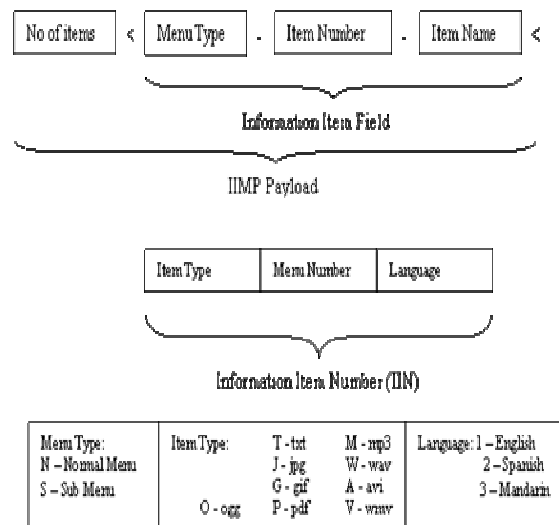 No of items < Menu Type - Item Number - Item Name <
Information Item Field
IIMP Payload
Item Type Menu Number Language
Information Item Number (IIN)
Menu Type: Item Type: T - txt M - mp3 Language: 1 – English
N – Normal Menu J - jpg W - wav 2 – Spanish
S – Sub Menu G - gif A - avi 3 – Mandarin
O - ogg P - pdf V - wmv